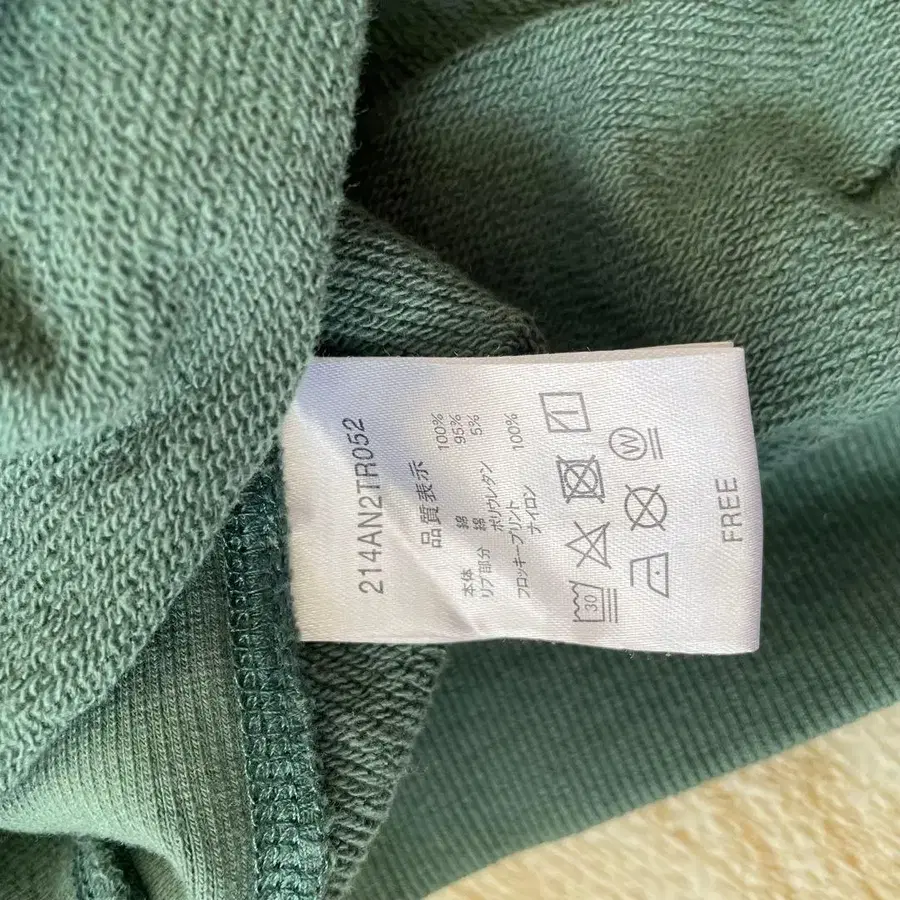 214AN2TR052
品質表示
本体 綿 100%
リブ部分 綿 95%
ポリウレタン 5%
フロッキープリント
ナイロン 100%
30
W
FREE